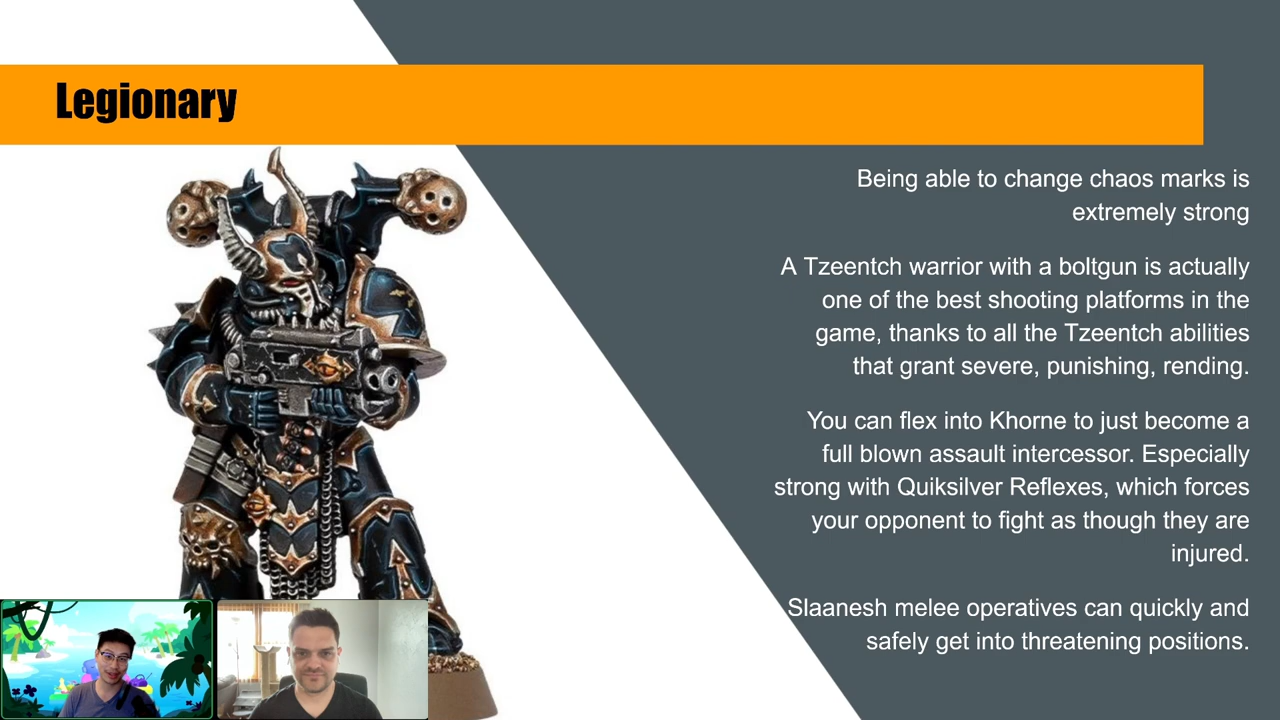 Legionary
Being able to change chaos marks is
extremely strong
A Tzeentch warrior with a boltgun is actually
one of the best shooting platforms in the
game, thanks to all the Tzeentch abilities
that grant severe, punishing, rending.
You can flex into Khorne to just become a
full blown assault intercessor. Especially
strong with Quiksilver Reflexes, which forces
your opponent to fight as though they are
injured.
Slaanesh melee operatives can quickly and
safely get into threatening positions.